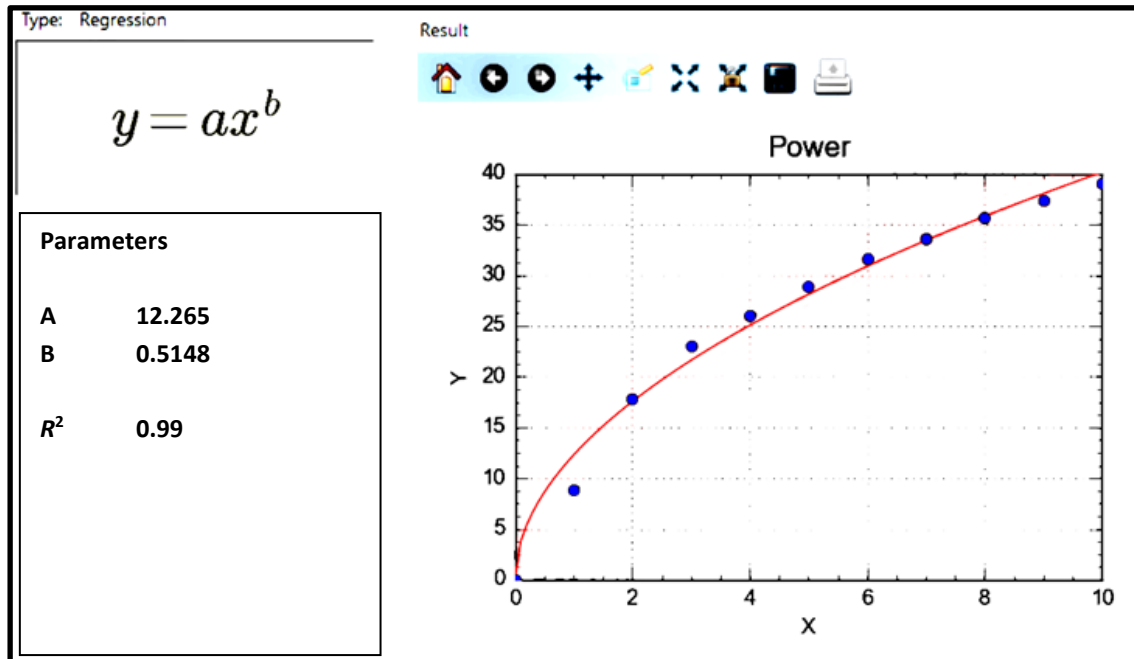 Type: Regression
y = ax^b
Parameters
A 12.265
B 0.5148
R² 0.99
Result
Power
40
35
30
25
20
15
10
5
0
Y
0 2 4 6 8 10
X